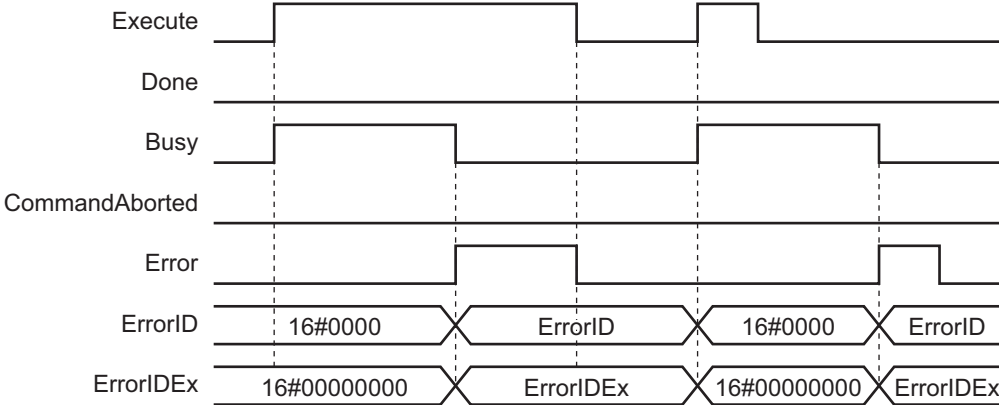 Execute
Done
Busy
CommandAborted
Error
ErrorID 16#0000 ErrorID 16#0000 ErrorID
ErrorIDEx 16#00000000 ErrorIDEx 16#00000000 ErrorIDEx